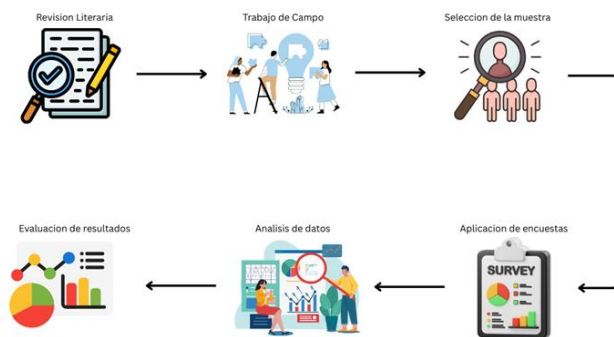 Revision Literaria
Trabajo de Campo
Seleccion de la muestra
Evaluacion de resultados
Analisis de datos
Aplicacion de encuestas
SURVEY